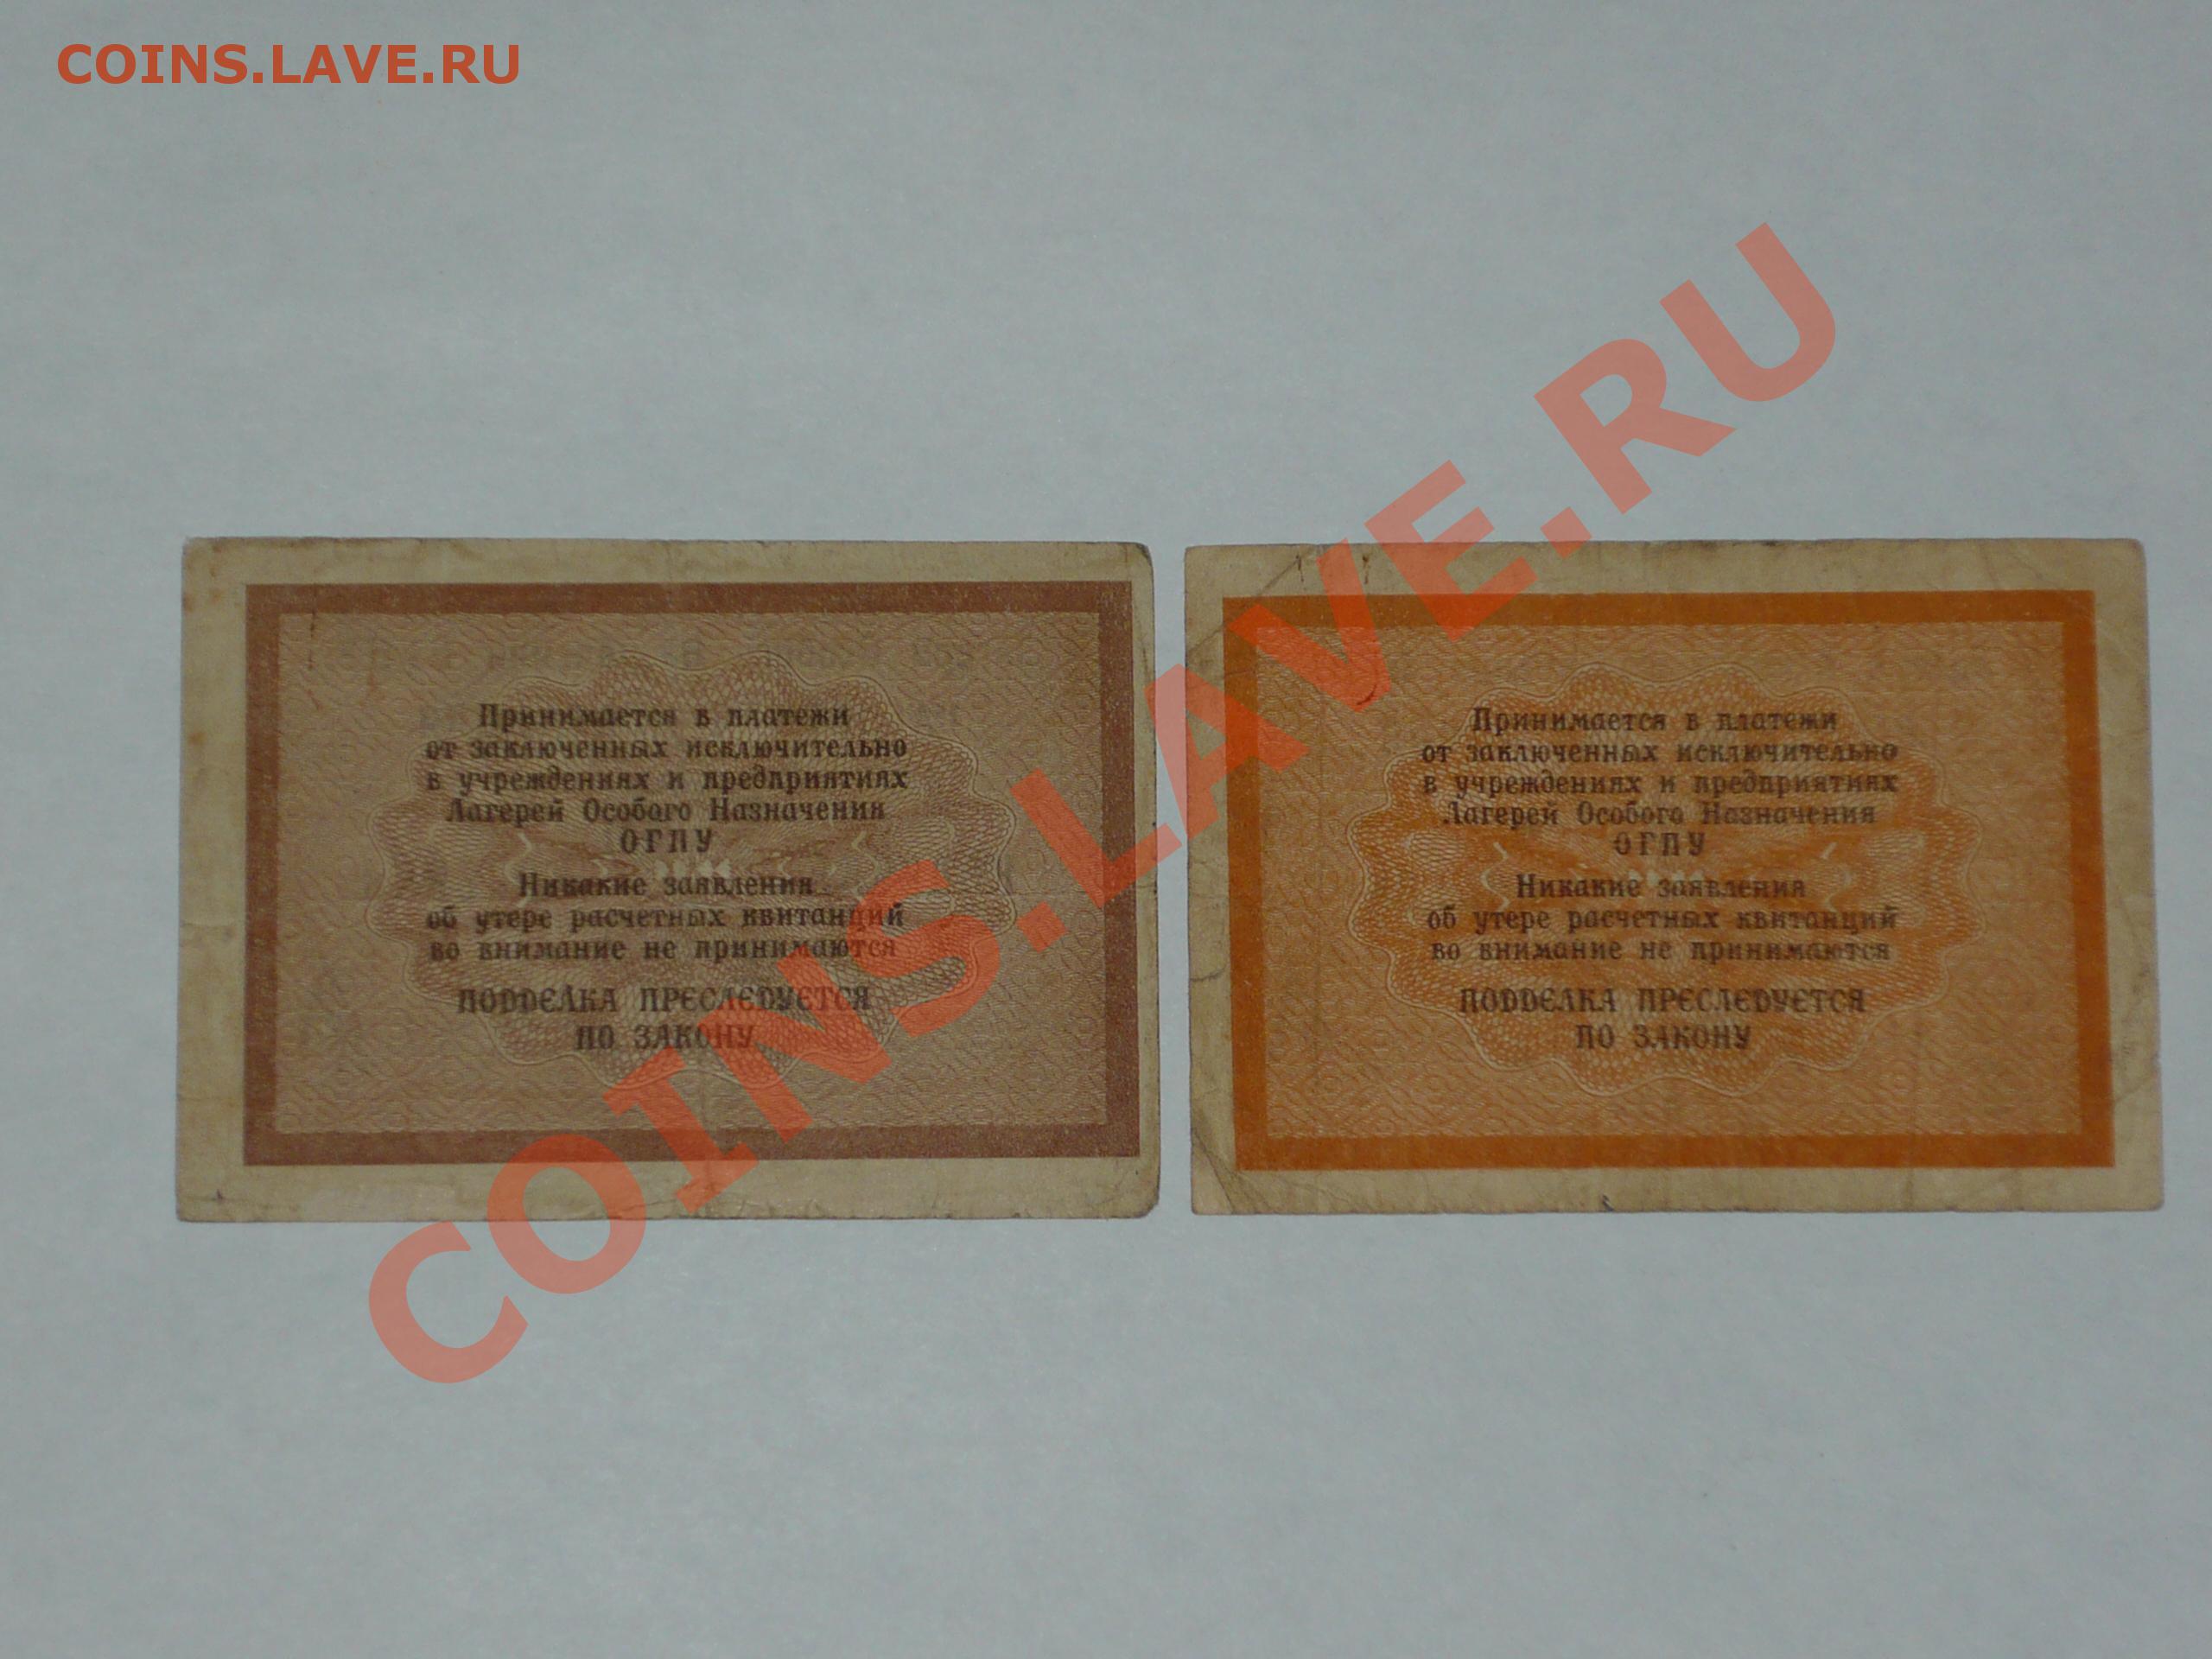 COINS.LAVE.RU
Принимается в платежи
от заключенных исключительно
в учреждениях и предприятиях
Лагерей Особого Назначения
ОГПУ
Никакие заявления
об утере расчетных квитанций
во внимание не принимаются
ПОДДЕЛКА ПРЕСЛЕДУЕТСЯ
ПО ЗАКОНУ
Принимается в платежи
от заключенных исключительно
в учреждениях и предприятиях
Лагерей Особого Назначения
ОГПУ
Никакие заявления
об утере расчетных квитанций
во внимание не принимаются
ПОДДЕЛКА ПРЕСЛЕДУЕТСЯ
ПО ЗАКОНУ
COINS.LAVE.RU